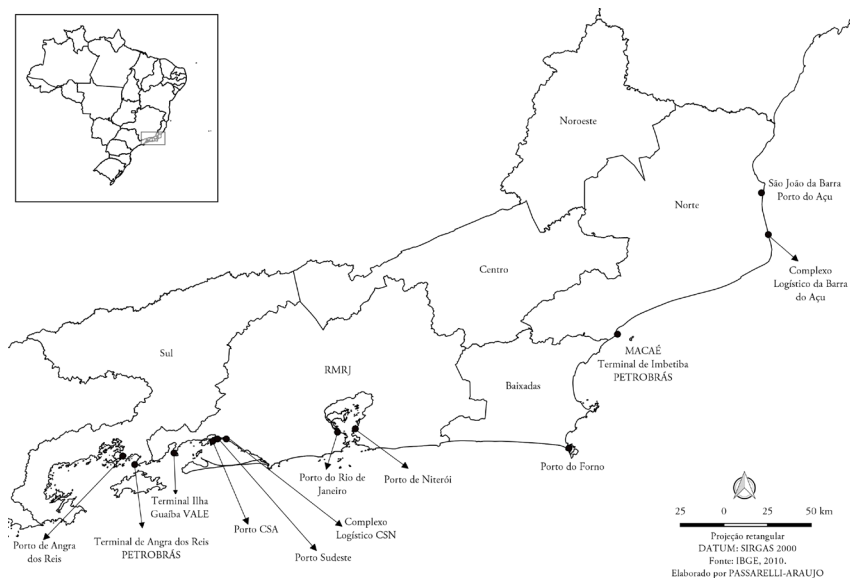 Noroeste
São João da Barra
Porto do Açu
Norte
Centro
Complexo
Logístico da Barra
do Açu
Sul
MACAÉ
Terminal de Imbetiba
PETROBRÁS
RMRJ
Baixadas
Porto do Forno
Porto do Rio de
Janeiro
Porto de Niterói
Terminal Ilha
Guaíba VALE
Porto CSA
Complexo
Logístico CSN
Porto de Angra
dos Reis
Terminal de Angra dos Reis
PETROBRÁS
Porto Sudeste
25 0 25 50 km
Projeção retangular
DATUM: SIRGAS 2000
Fonte: IBGE, 2010.
Elaborado por PASSARELLI-ARAUJO